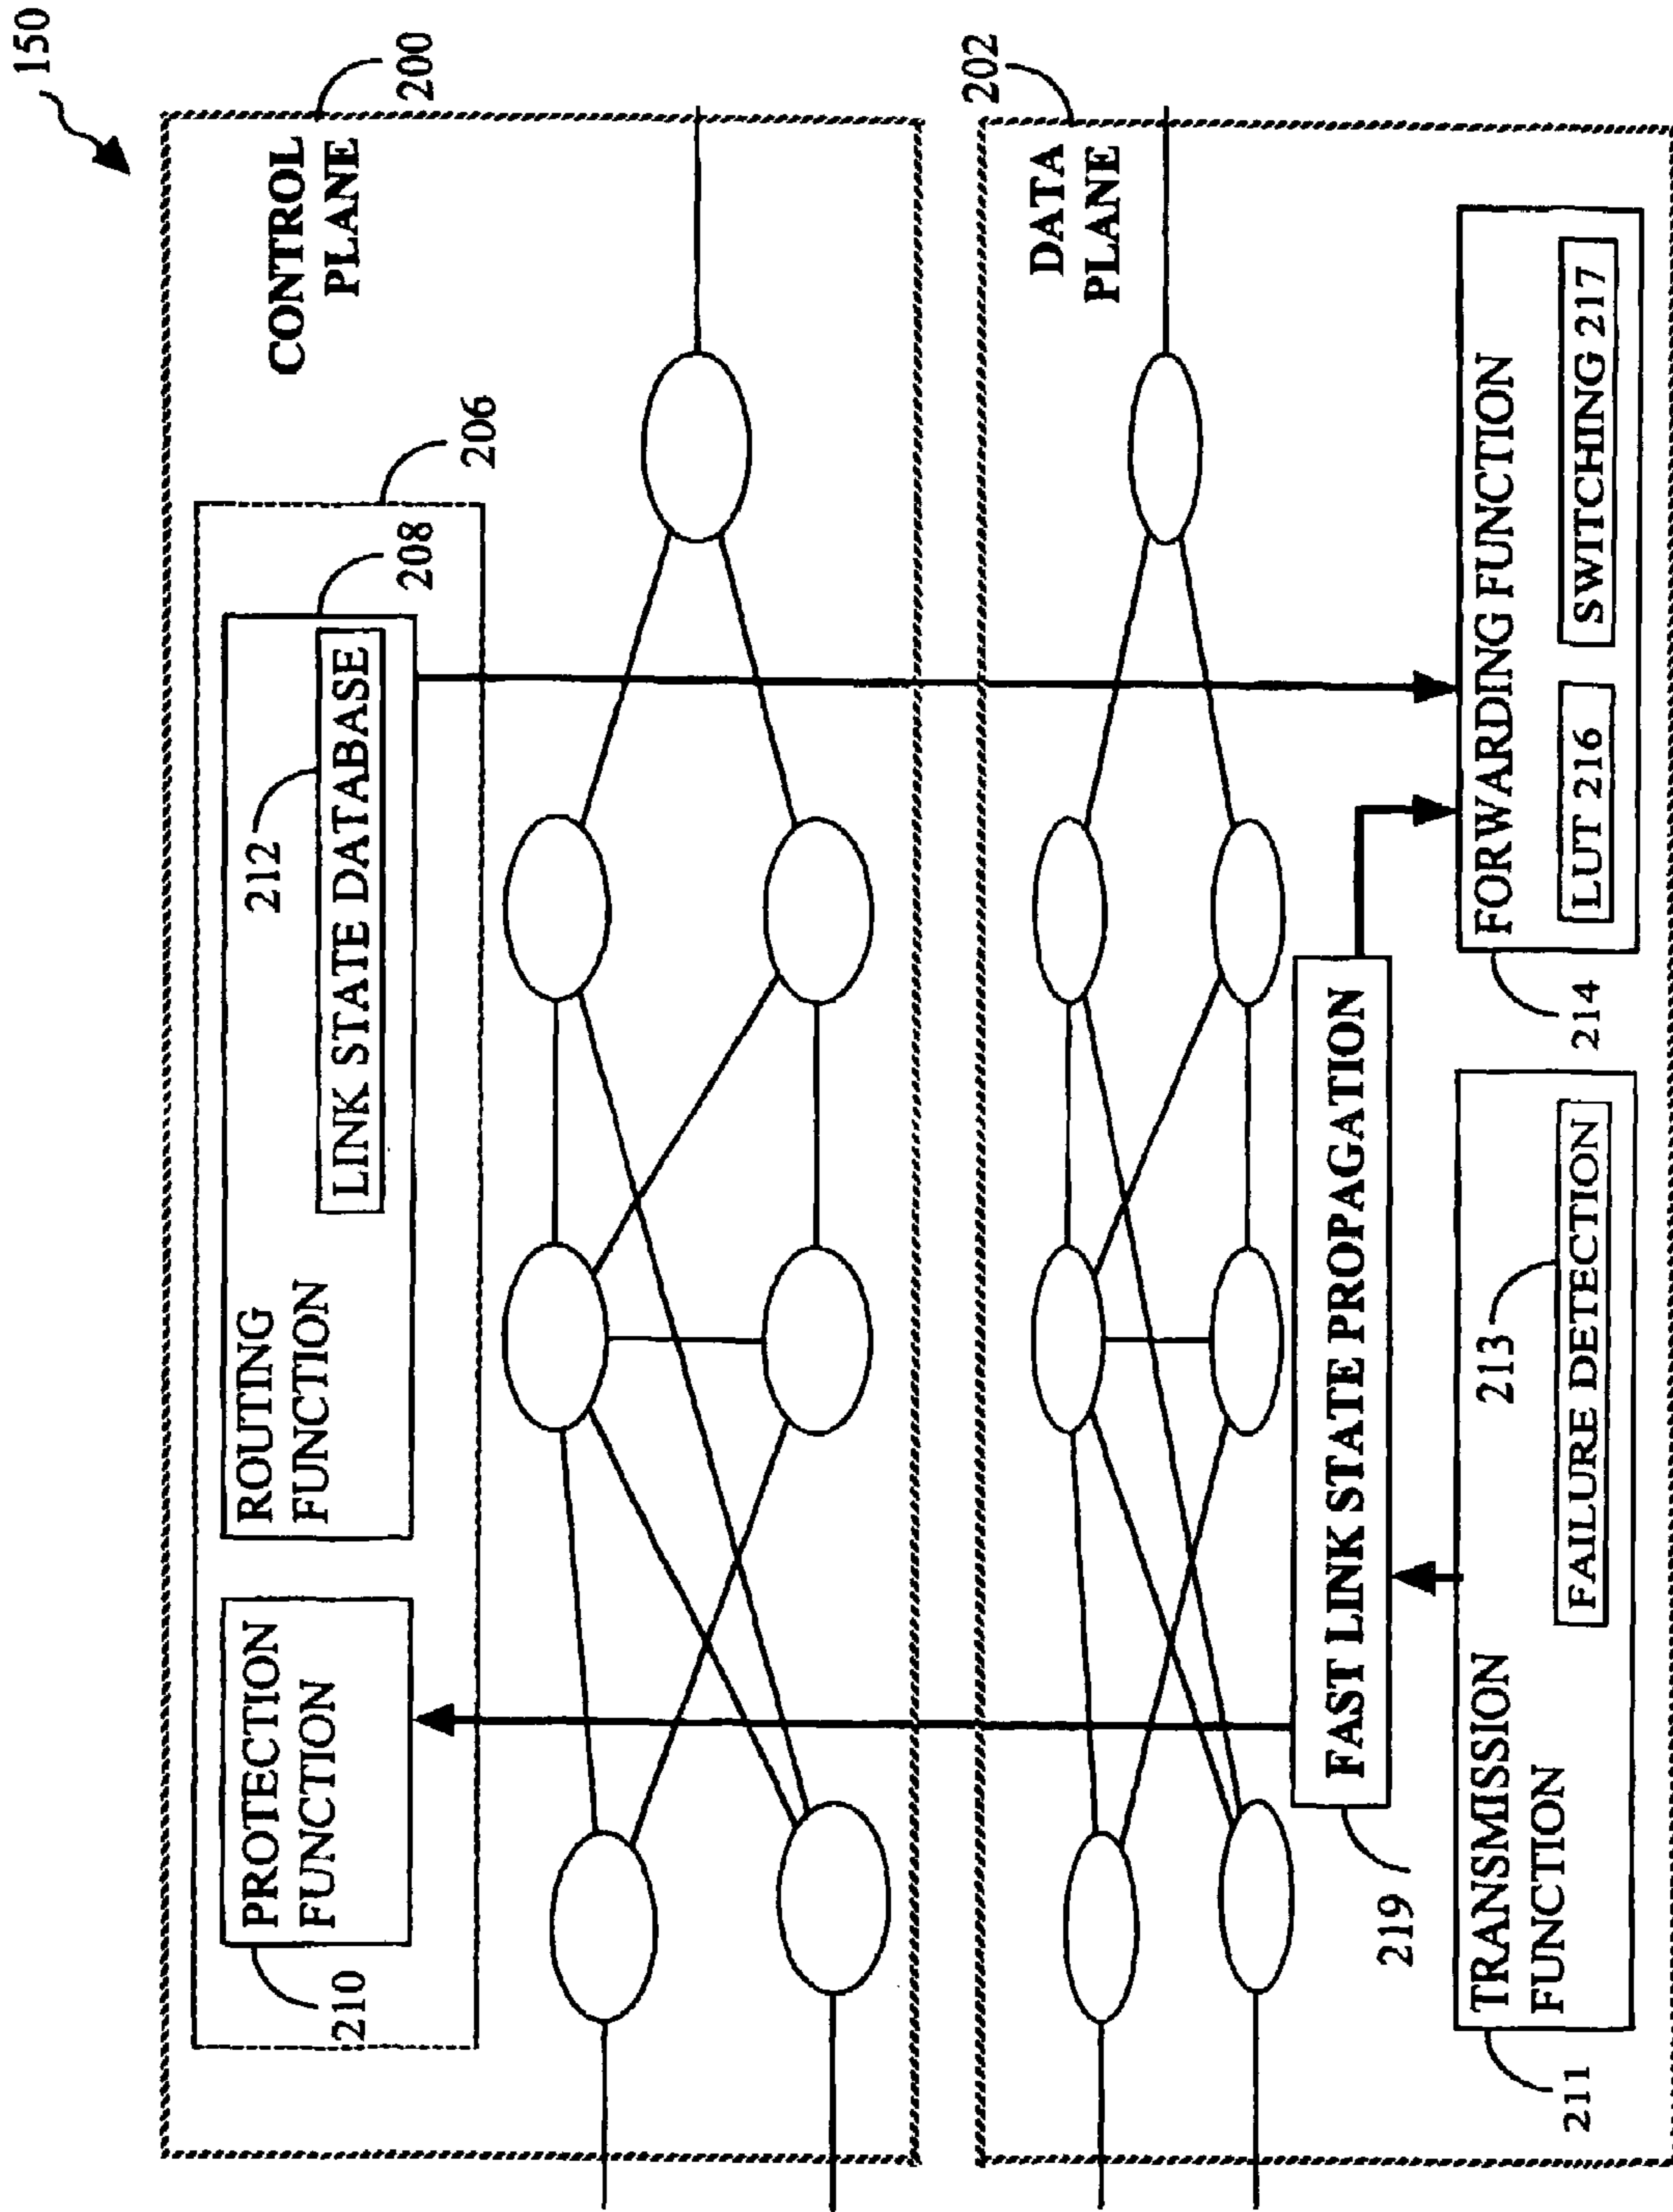 150
200
CONTROL
PLANE
206
208
212
LINK STATE DATABASE
ROUTING
FUNCTION
PROTECTION
FUNCTION
210
202
DATA
PLANE
FAST LINK STATE PROPAGATION
219
FORWARDING FUNCTION
LUT 216
SWITCHING 217
214
TRANSMISSION
FUNCTION
213
FAILURE DETECTION
211